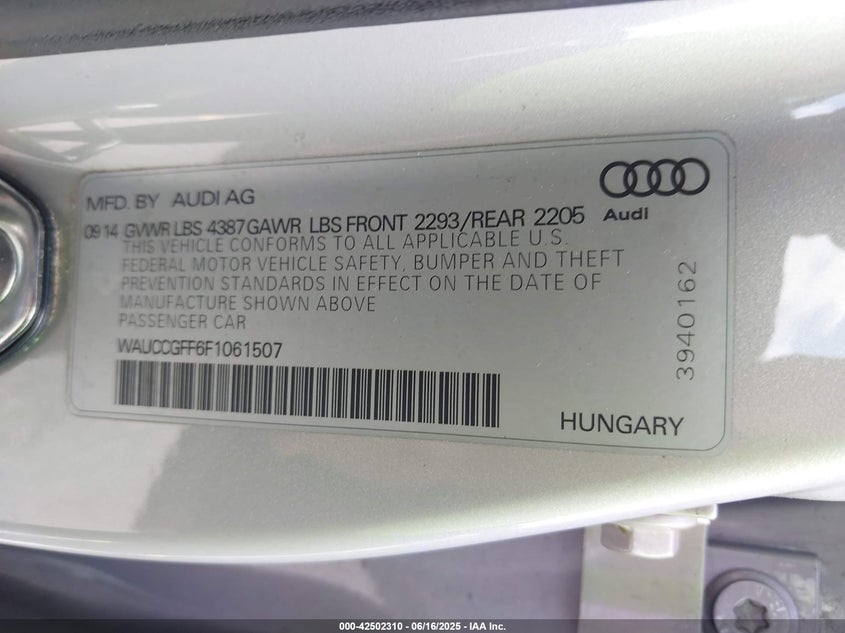 MFD. BY AUDI AG
Audi
09 14 GVWR LBS 4387 GAWR LBS FRONT 2293/REAR 2205
THIS VEHICLE CONFORMS TO ALL APPLICABLE U.S.
FEDERAL MOTOR VEHICLE SAFETY, BUMPER AND THEFT
PREVENTION STANDARDS IN EFFECT ON THE DATE OF
MANUFACTURE SHOWN ABOVE
PASSENGER CAR
WAUCCGFF6F1061507
3940162
HUNGARY
000-42502310 - 06/16/2025 - IAA Inc.